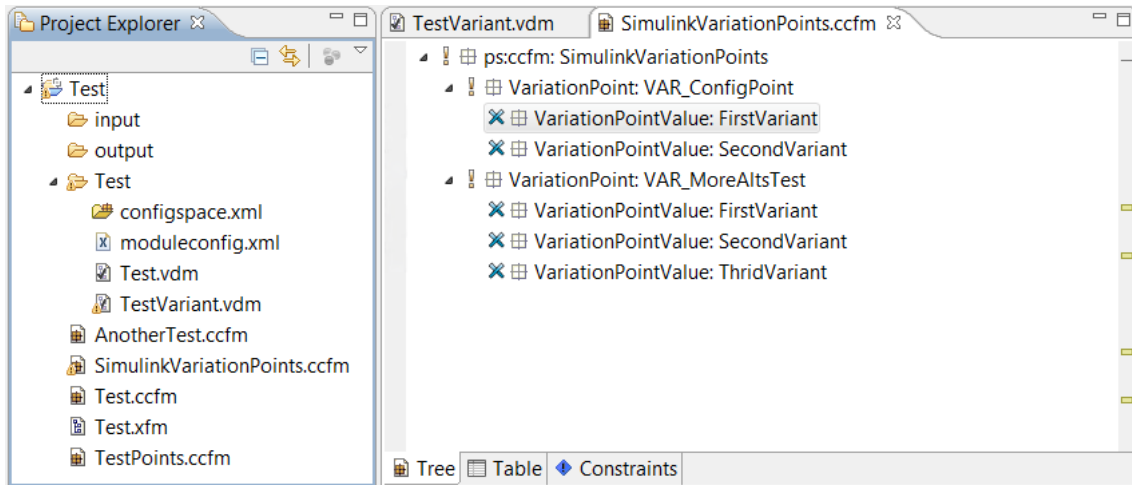 Project Explorer
Test
input
output
Test
configspace.xml
moduleconfig.xml
Test.vdm
TestVariant.vdm
AnotherTest.ccfm
SimulinkVariationPoints.ccfm
Test.ccfm
Test.xfm
TestPoints.ccfm
TestVariant.vdm SimulinkVariationPoints.ccfm
ps:ccfm: SimulinkVariationPoints
VariationPoint: VAR_ConfigPoint
VariationPointValue: FirstVariant
VariationPointValue: SecondVariant
VariationPoint: VAR_MoreAltsTest
VariationPointValue: FirstVariant
VariationPointValue: SecondVariant
VariationPointValue: ThridVariant
Tree Table Constraints